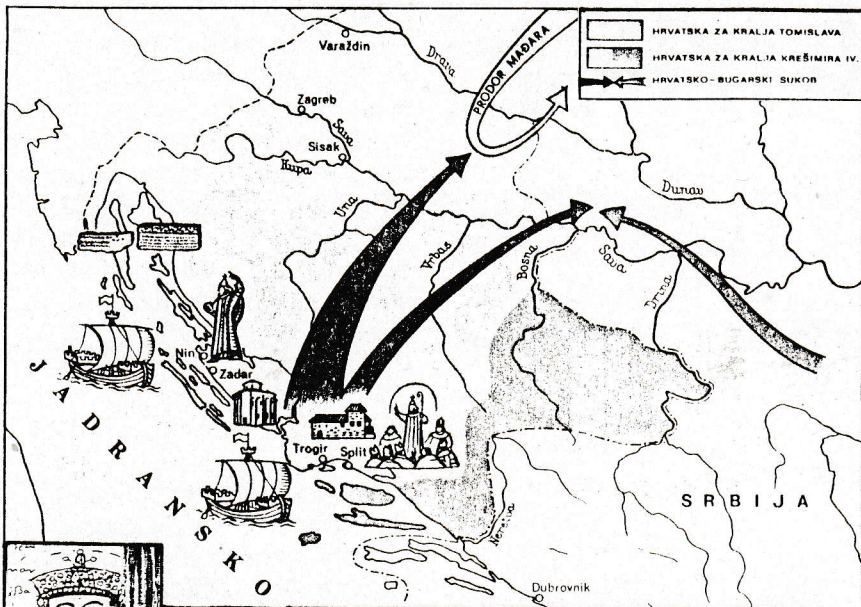 HRVATSKA ZA KRALJA TOMISLAVA
HRVATSKA ZA KRALJA KREŠIMIRA IV.
HRVATSKO-BUGARSKI SUKOB
Varaždin
Drava
PRODOR MAĐARA
Zagreb
Sava
Sisak
Kupa
Una
Dunav
Vrbas
Bosna
Sava
Drina
Nin
Zadar
Trogir
Split
JADRANSKO
SRBIJA
Neretva
Dubrovnik